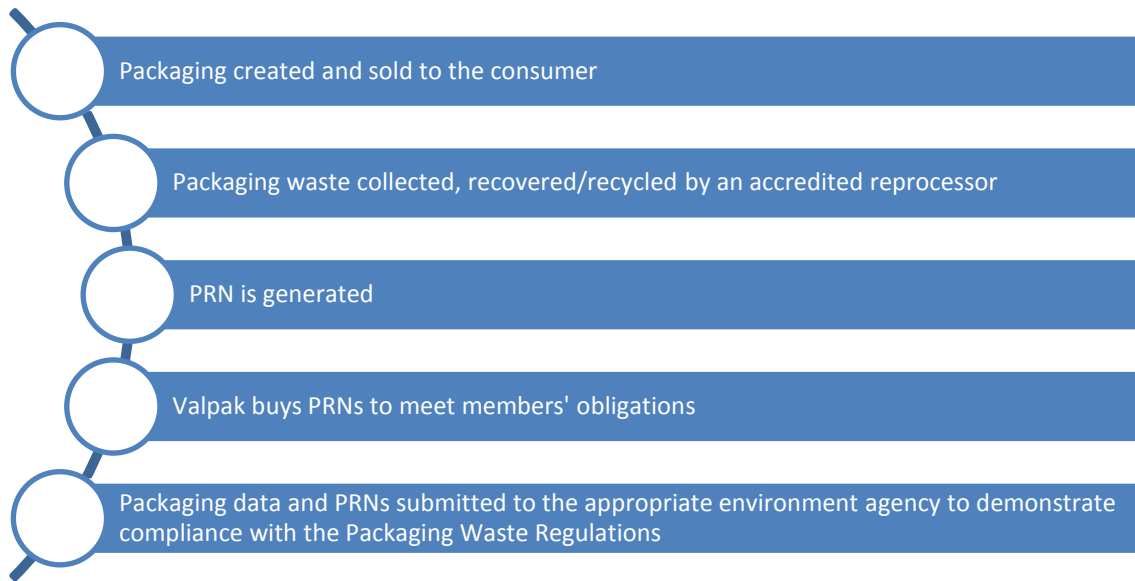 Packaging created and sold to the consumer
Packaging waste collected, recovered/recycled by an accredited reprocessor
PRN is generated
Valpak buys PRNs to meet members' obligations
Packaging data and PRNs submitted to the appropriate environment agency to demonstrate
compliance with the Packaging Waste Regulations